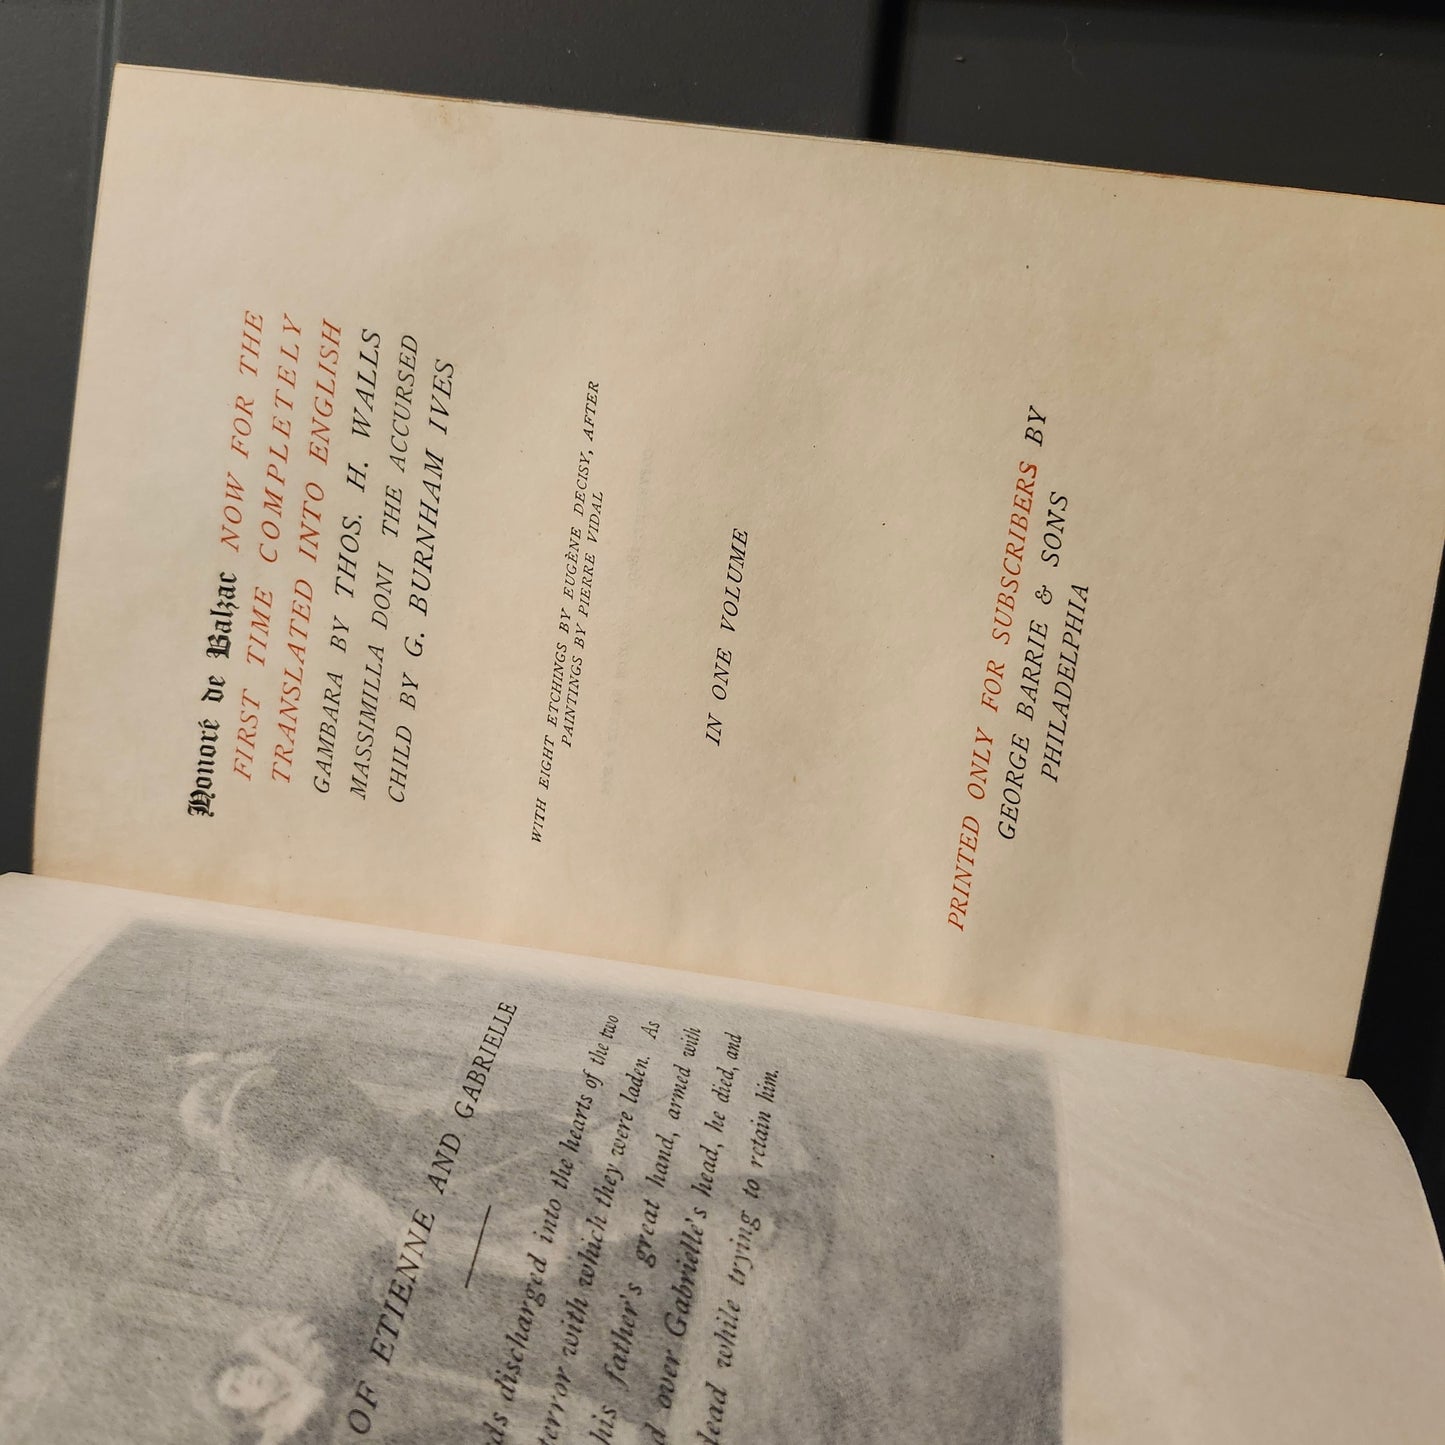 Honoré de Balzac NOW FOR THE
FIRST TIME COMPLETELY
TRANSLATED INTO ENGLISH
GAMBARA BY THOS. H. WALLS
MASSIMILLA DONI THE ACCURSED
CHILD BY G. BURNHAM IVES
WITH EIGHT ETCHINGS BY EUGÈNE DECISY, AFTER
PAINTINGS BY PIERRE VIDAL
IN ONE VOLUME
PRINTED ONLY FOR SUBSCRIBERS BY
GEORGE BARRIE & SONS
PHILADELPHIA
OF ETIENNE AND GABRIELLE
discharged into the hearts of the two
terror with which they were laden. As
his father's great hand, armed with
over Gabrielle's head, he died, and
dead while trying to retain him.